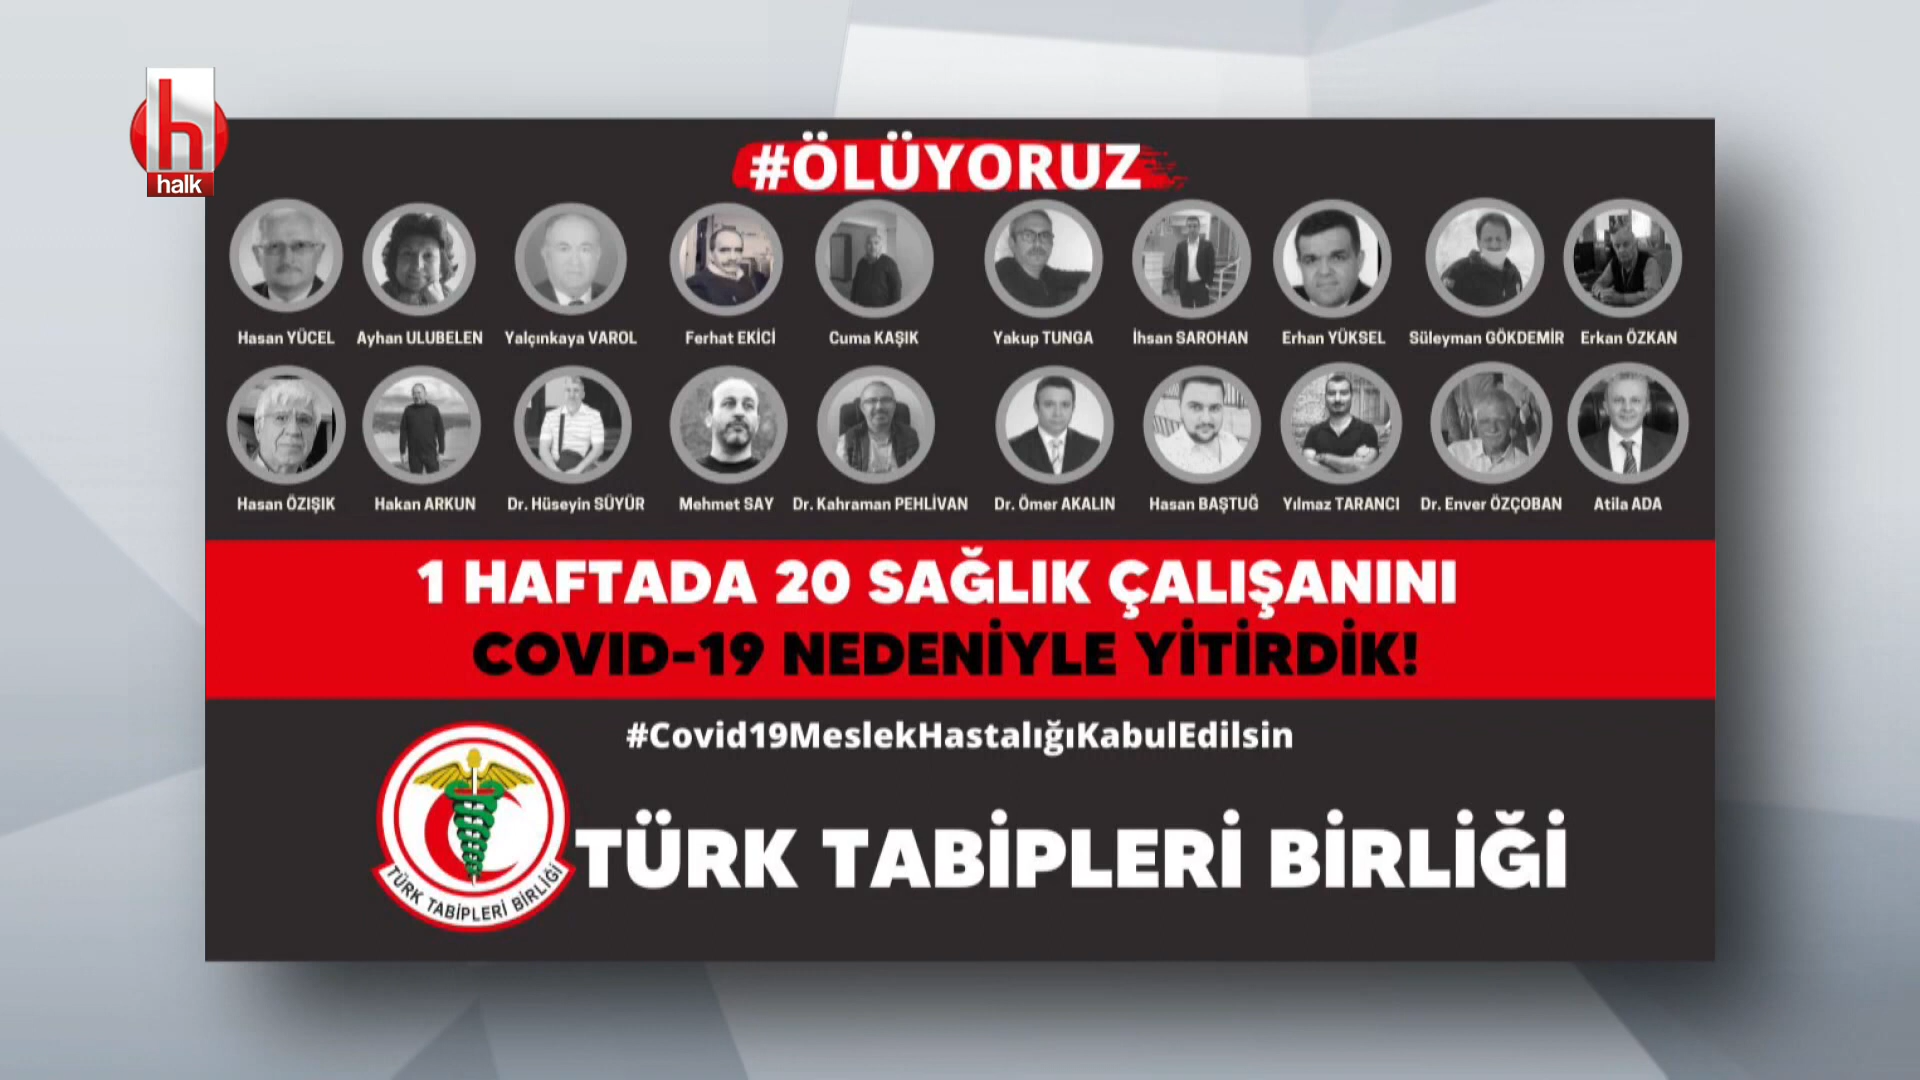 h
halk
#ÖLÜYORUZ
Hasan YÜCEL Ayhan ULUBELEN Yalçınkaya VAROL Ferhat EKİCİ Cuma KAŞIK Yakup TUNGA İhsan SAROHAN Erhan YÜKSEL Süleyman GÖKDEMİR Erkan ÖZKAN
Hasan ÖZIŞIK Hakan ARKUN Dr. Hüseyin SÜYÜR Mehmet SAY Dr. Kahraman PEHLİVAN Dr. Ömer AKALIN Hasan BAŞTUĞ Yılmaz TARANCI Dr. Enver ÖZÇOBAN Atila ADA
1 HAFTADA 20 SAĞLIK ÇALIŞANINI
COVID-19 NEDENİYLE YİTİRDİK!
#Covid19MeslekHastalığıKabulEdilsin
TÜRK TABİPLERİ BİRLİĞİ
TÜRK TABİPLERİ BİRLİĞİ